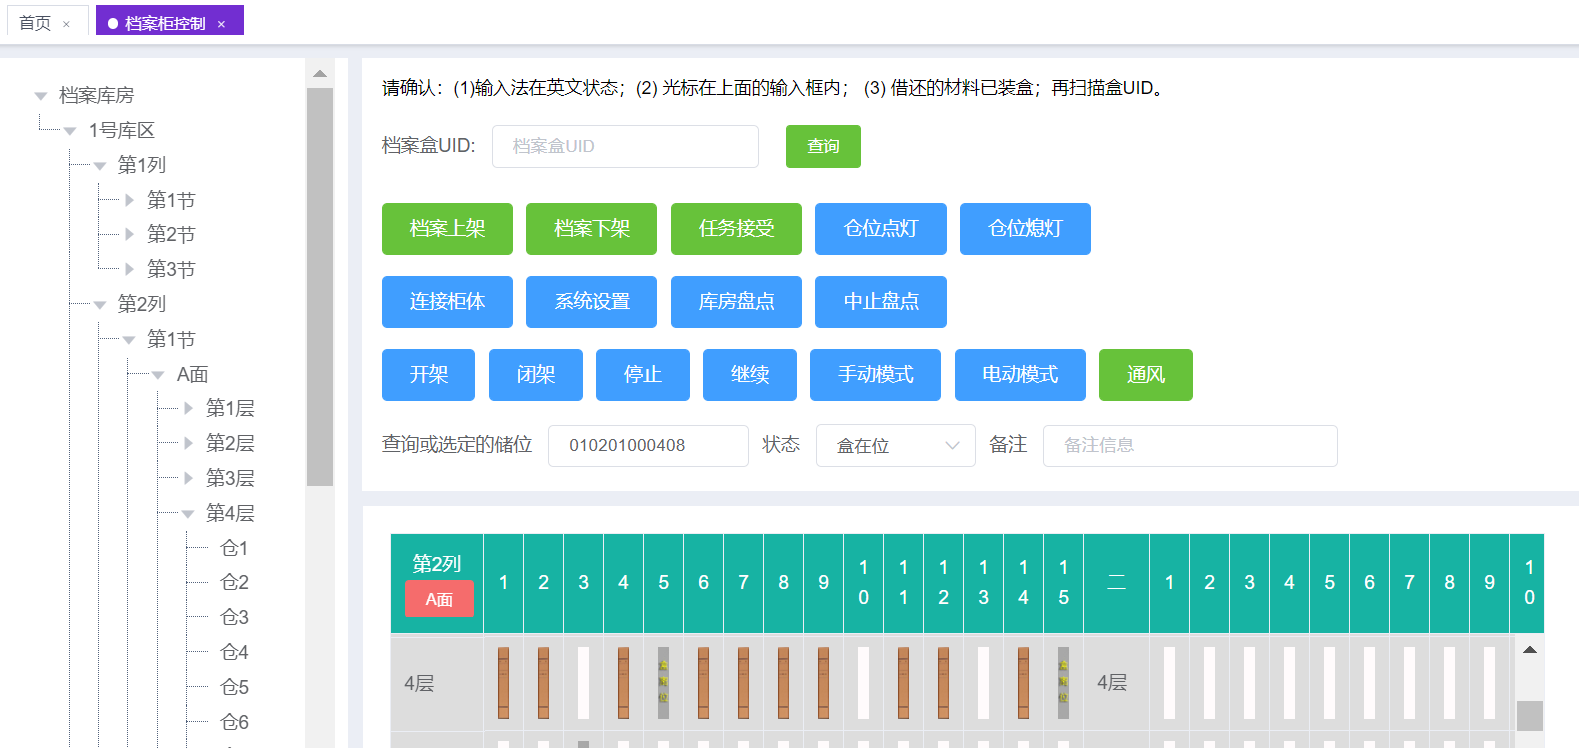 首页 ×
档案柜控制 ×
档案库房
1号库区
第1列
第1节
第2节
第3节
第2列
第1节
A面
第1层
第2层
第3层
第4层
仓1
仓2
仓3
仓4
仓5
仓6
请确认：(1)输入法在英文状态；(2) 光标在上面的输入框内； (3) 借还的材料已装盒；再扫描盒UID。
档案盒UID: 档案盒UID 查询
档案上架 档案下架 任务接受 仓位点灯 仓位熄灯
连接柜体 系统设置 库房盘点 中止盘点
开架 闭架 停止 继续 手动模式 电动模式 通风
查询或选定的储位 010201000408 状态 盒在位 备注 备注信息
第2列
A面
1 2 3 4 5 6 7 8 9 10 11 12 13 14 15 二 1 2 3 4 5 6 7 8 9 10
4层 4层